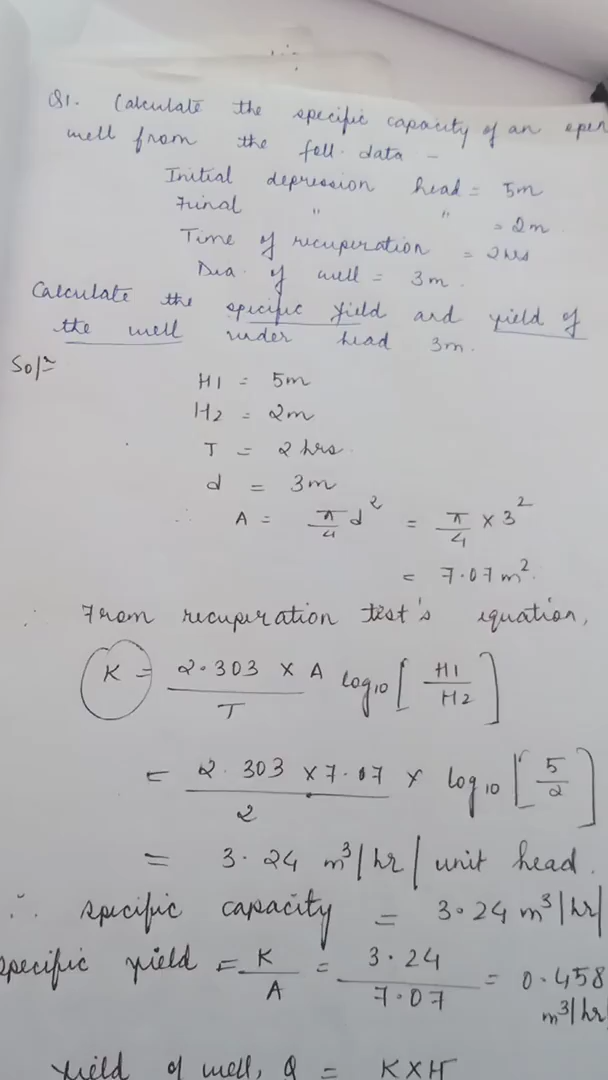 Q1. Calculate the specific capacity of an open
well from the foll. data -
Initial depression head = 5m
Final " " = 2m.
Time of recuperation = 2hrs
Dia. of well = 3m.
Calculate the specific yield and yield of
the well under head 3m.
Solⁿ
H1 = 5m
H2 = 2m
T = 2 hrs.
d = 3m
∴ A = π/4 d² = π/4 × 3²
= 7.07 m².
∴ From recuperation test's equation,
K = 2.303 × A / T log10 [H1/H2]
= 2.303 × 7.07 / 2 × log10 [5/2]
= 3.24 m³/hr/unit head.
∴ specific capacity = 3.24 m³/hr/
specific yield = K/A = 3.24/7.07 = 0.458
m³/hr/
Yield of well, Q = K×H